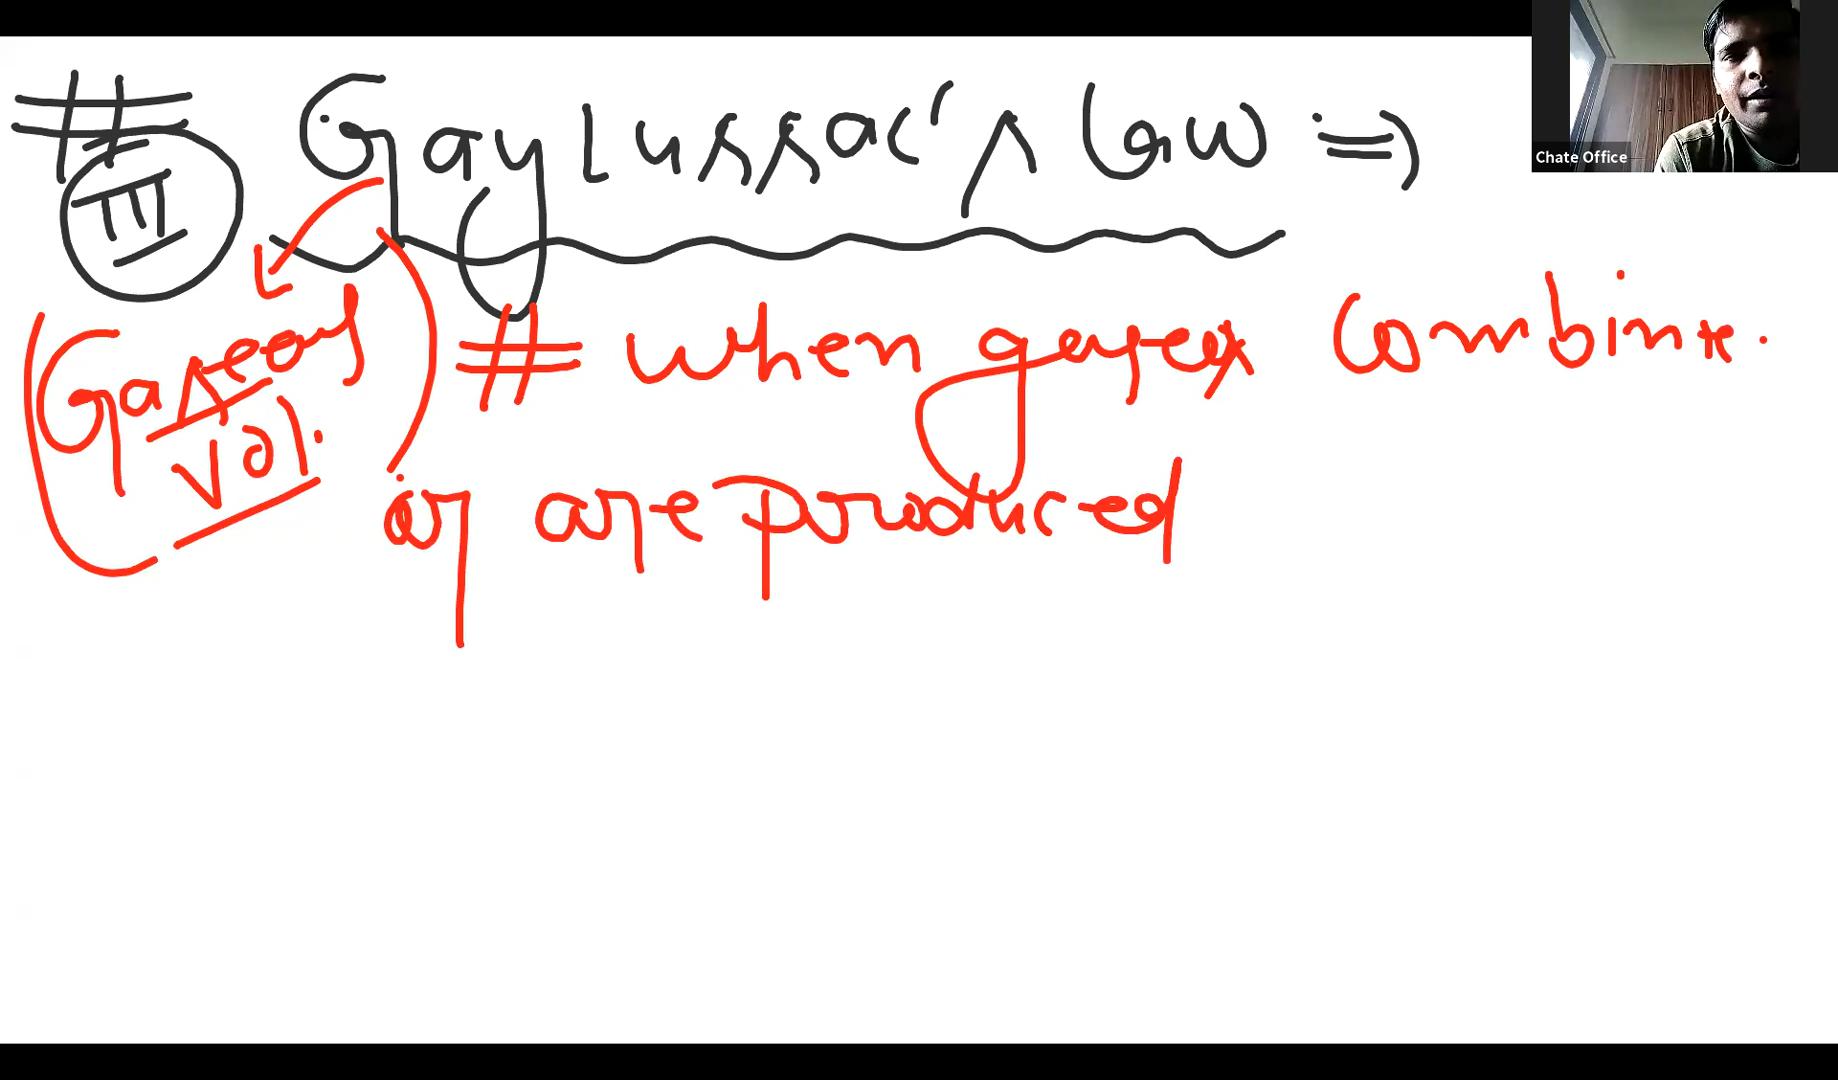 # III Gay Lussac's Law ⇒
Chate Office
Gaseous
Vol.
# when gases combine.
or are produced